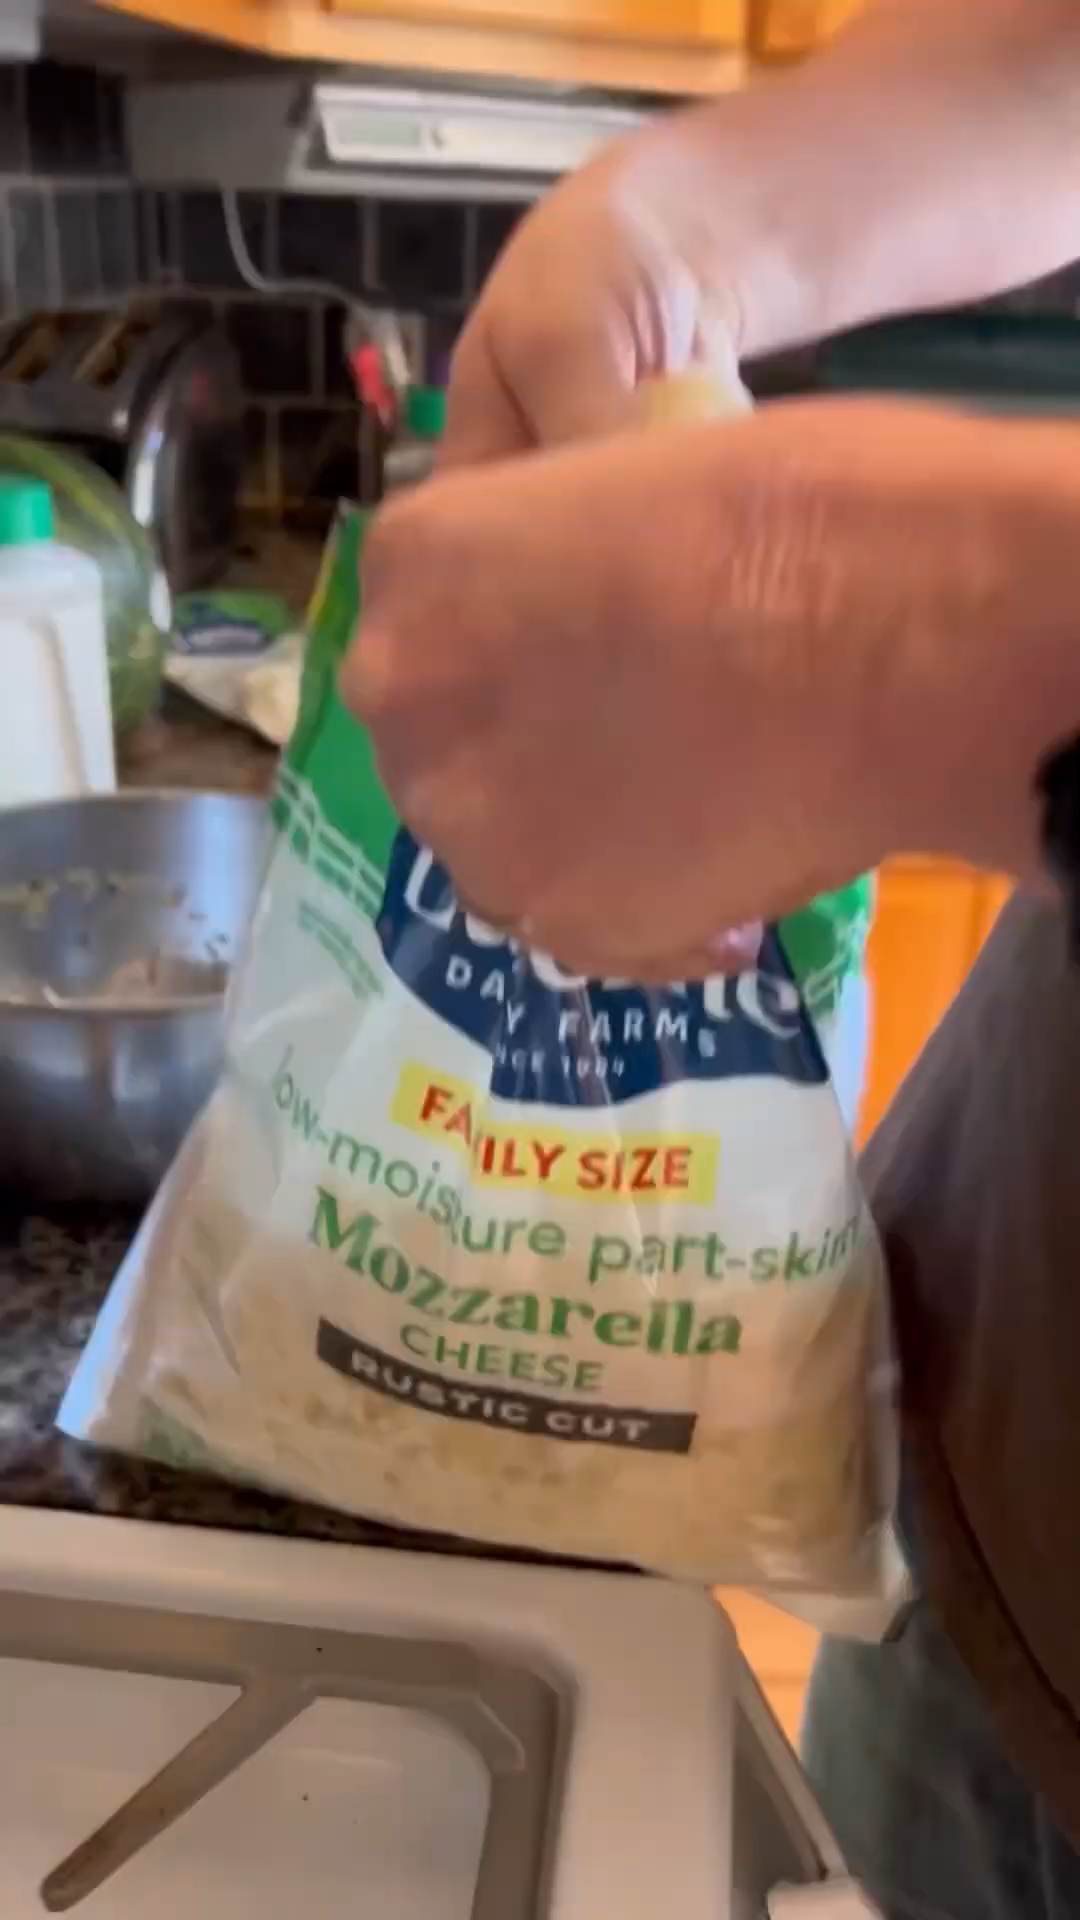 DAY FARMS
FAMILY SIZE
low-moisture part-skim
Mozzarella
CHEESE
RUSTIC CUT